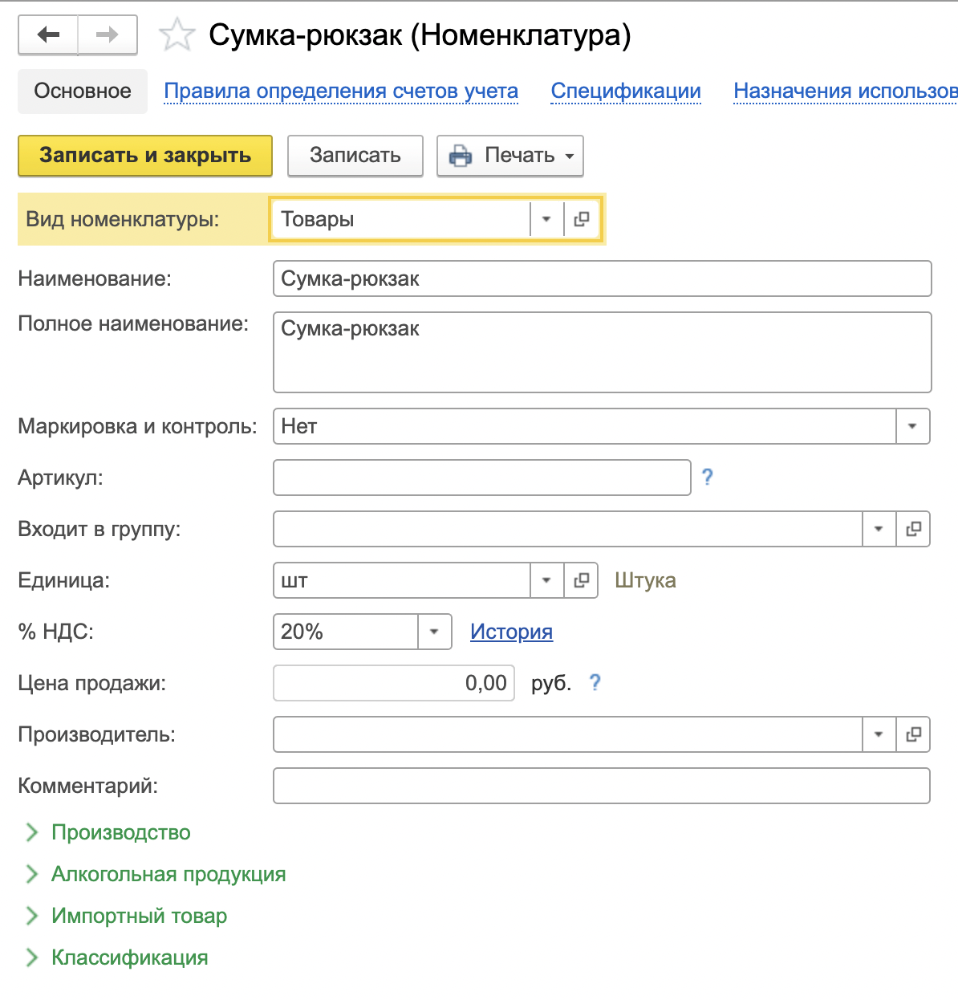 Сумка-рюкзак (Номенклатура)
Основное Правила определения счетов учета Спецификации Назначения использов
Записать и закрыть Записать Печать
Вид номенклатуры: Товары
Наименование: Сумка-рюкзак
Полное наименование: Сумка-рюкзак
Маркировка и контроль: Нет
Артикул: ?
Входит в группу:
Единица: шт Штука
% НДС: 20% История
Цена продажи: 0,00 руб. ?
Производитель:
Комментарий:
Производство
Алкогольная продукция
Импортный товар
Классификация